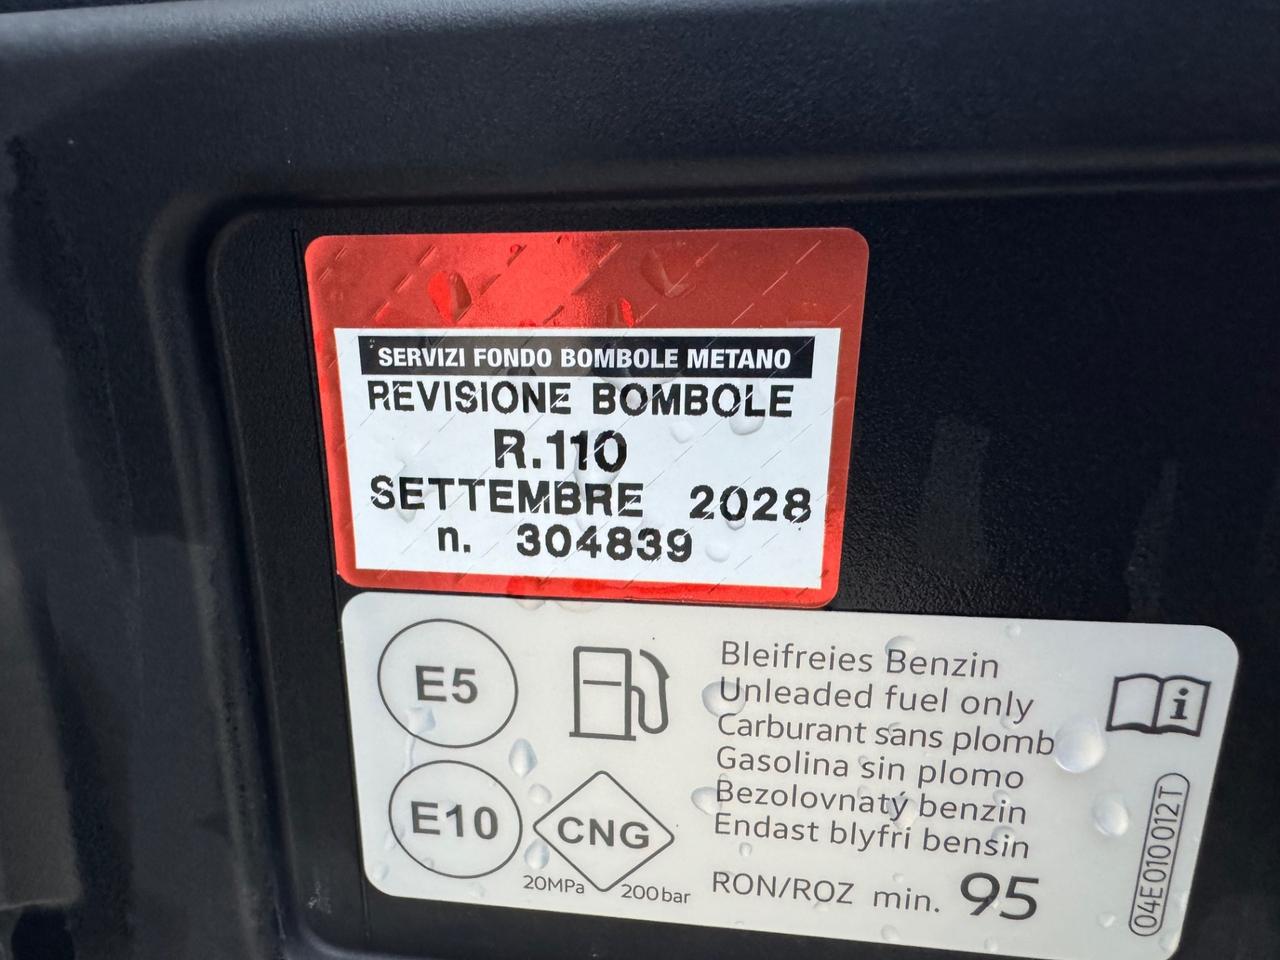 SERVIZI FONDO BOMBOLE METANO
REVISIONE BOMBOLE
R.110
SETTEMBRE 2028
n. 304839
E5
E10
CNG
20MPa 200bar
Bleifreies Benzin
Unleaded fuel only
Carburant sans plomb
Gasolina sin plomo
Bezolovnatý benzin
Endast blyfri bensin
RON/ROZ min. 95
i
04E010012T